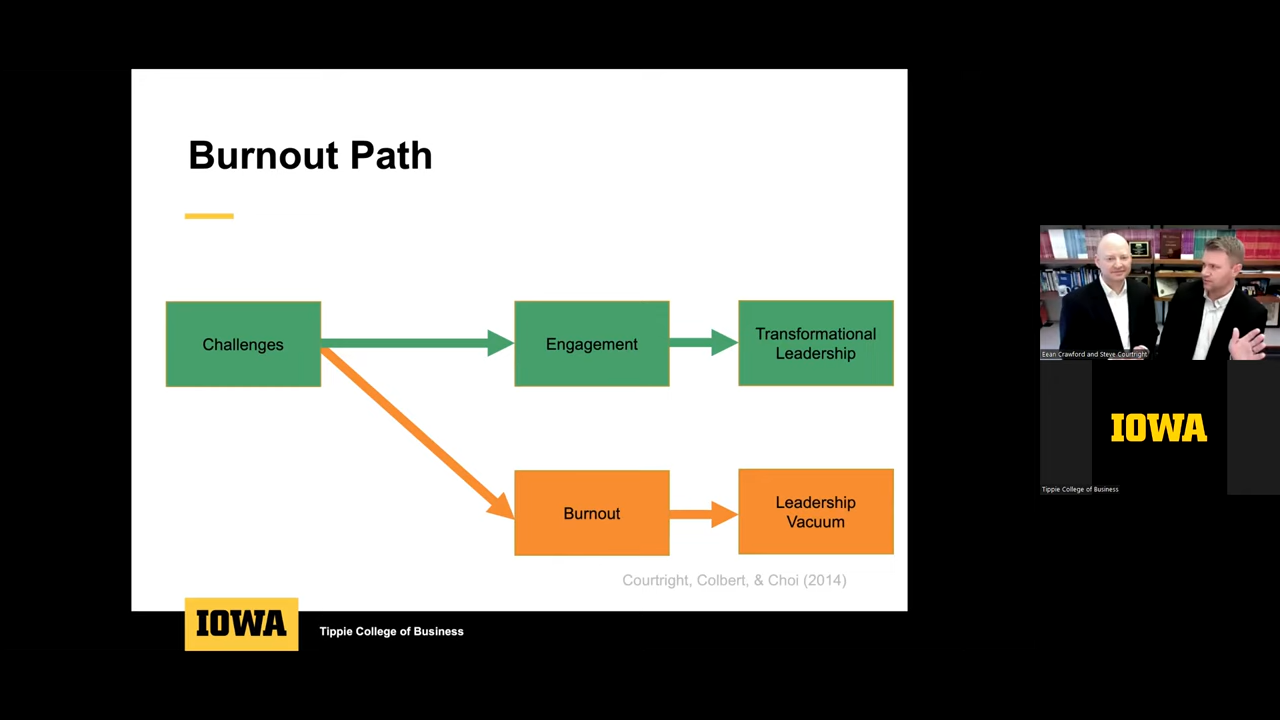 Burnout Path
Challenges
Engagement
Transformational
Leadership
Burnout
Leadership
Vacuum
Courtright, Colbert, & Choi (2014)
IOWA
Tippie College of Business
Eean Crawford and Steve Courtright
IOWA
Tippie College of Business